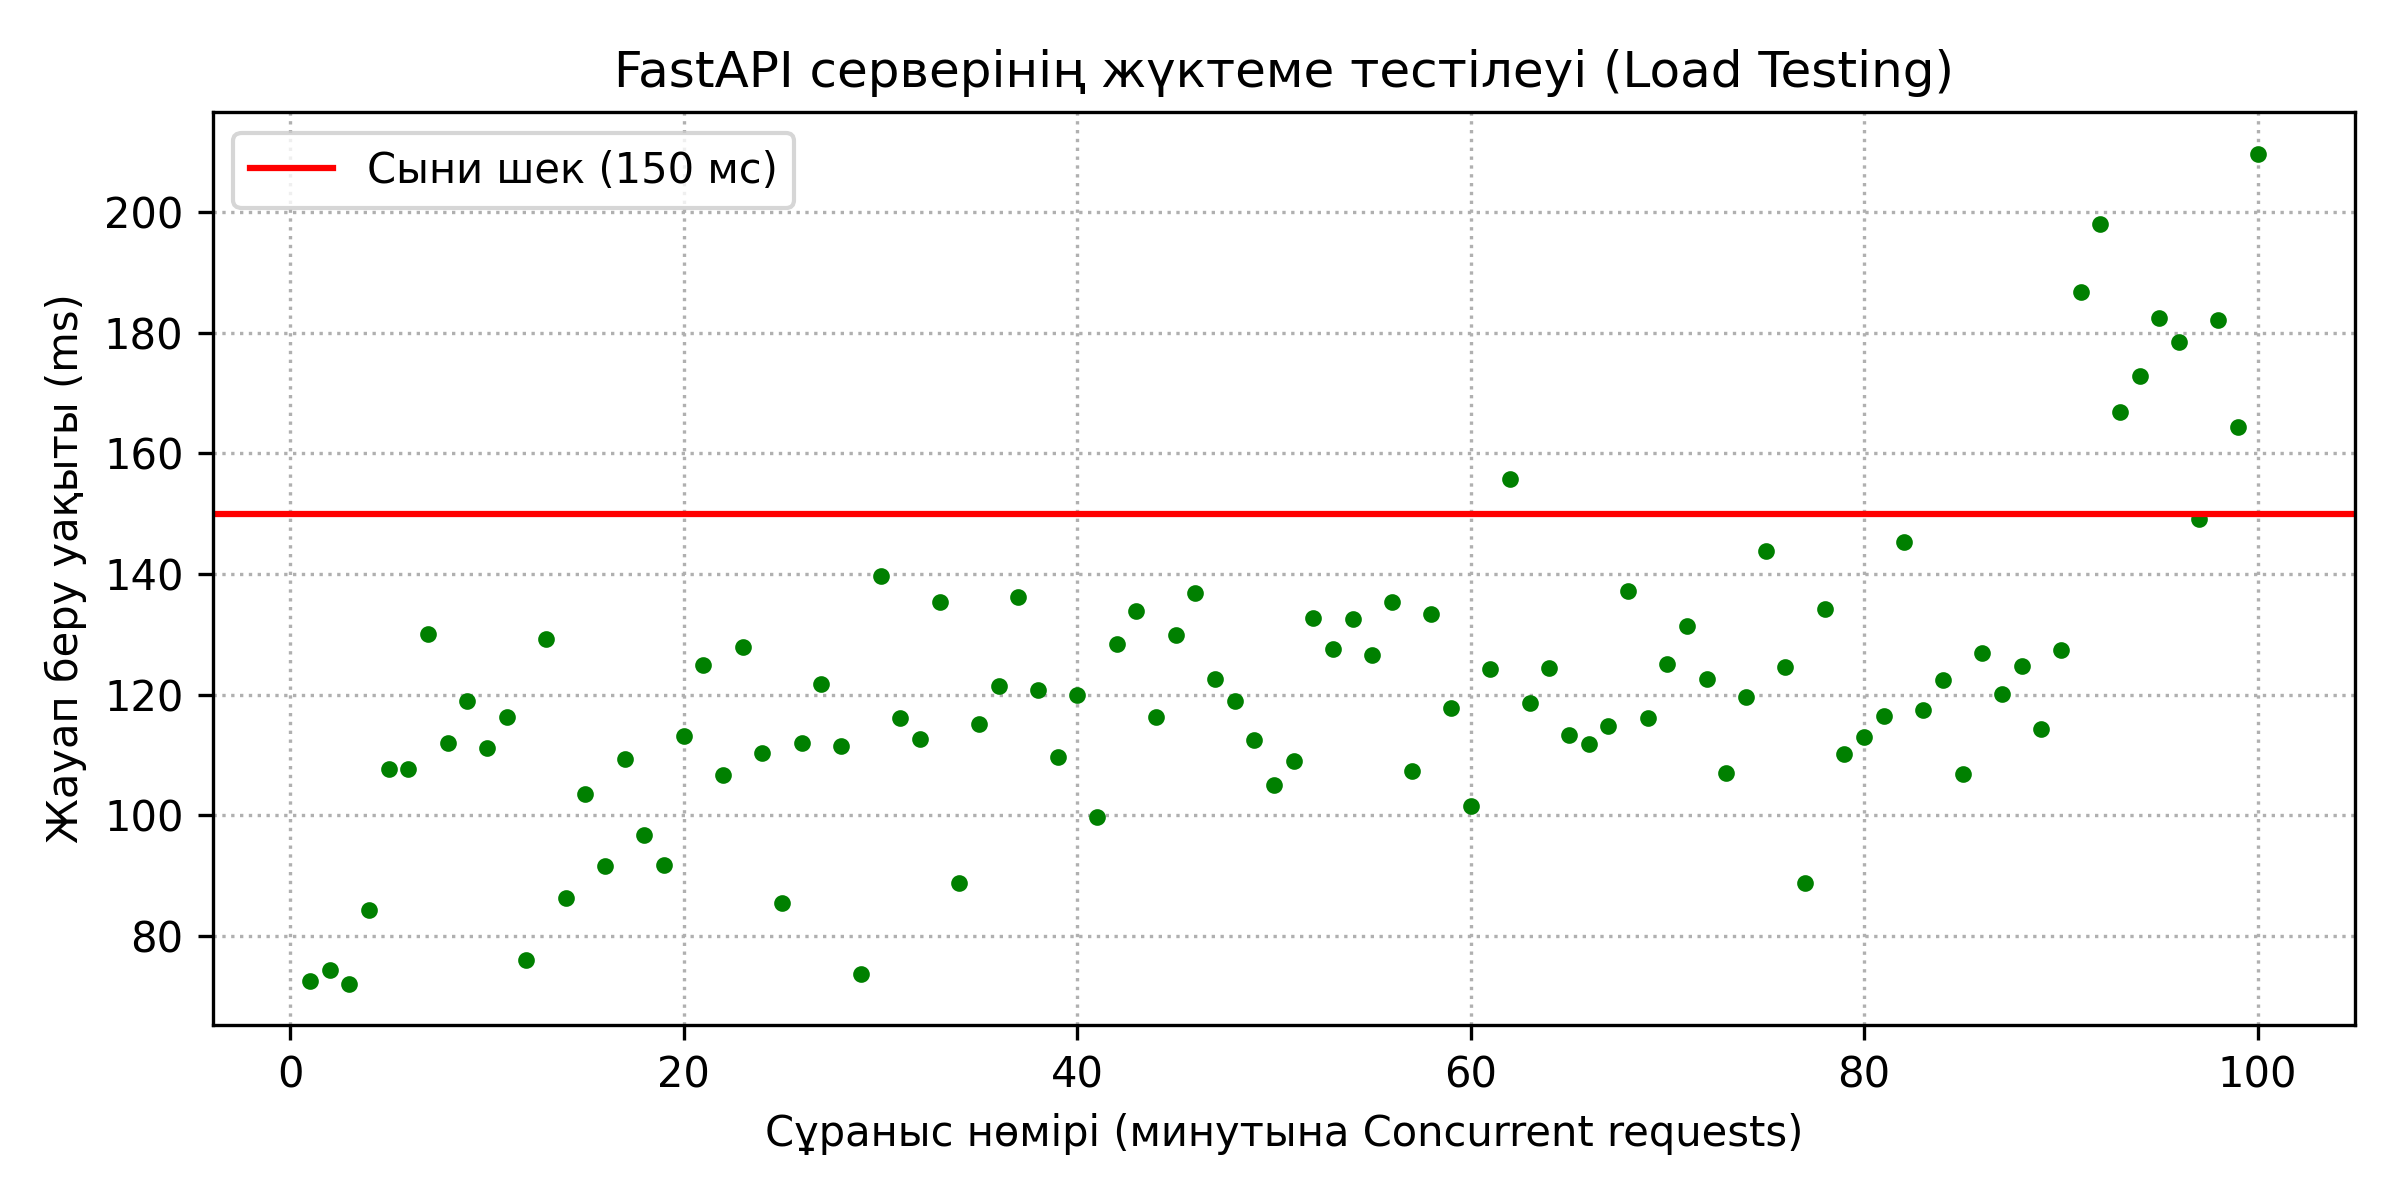 FastAPI серверінің жүктеме тестілеуі (Load Testing)
Сыни шек (150 мс)
Жауап беру уақыты (ms)
200
180
160
140
120
100
80
0 20 40 60 80 100
Сұраныс нөмірі (минутына Concurrent requests)